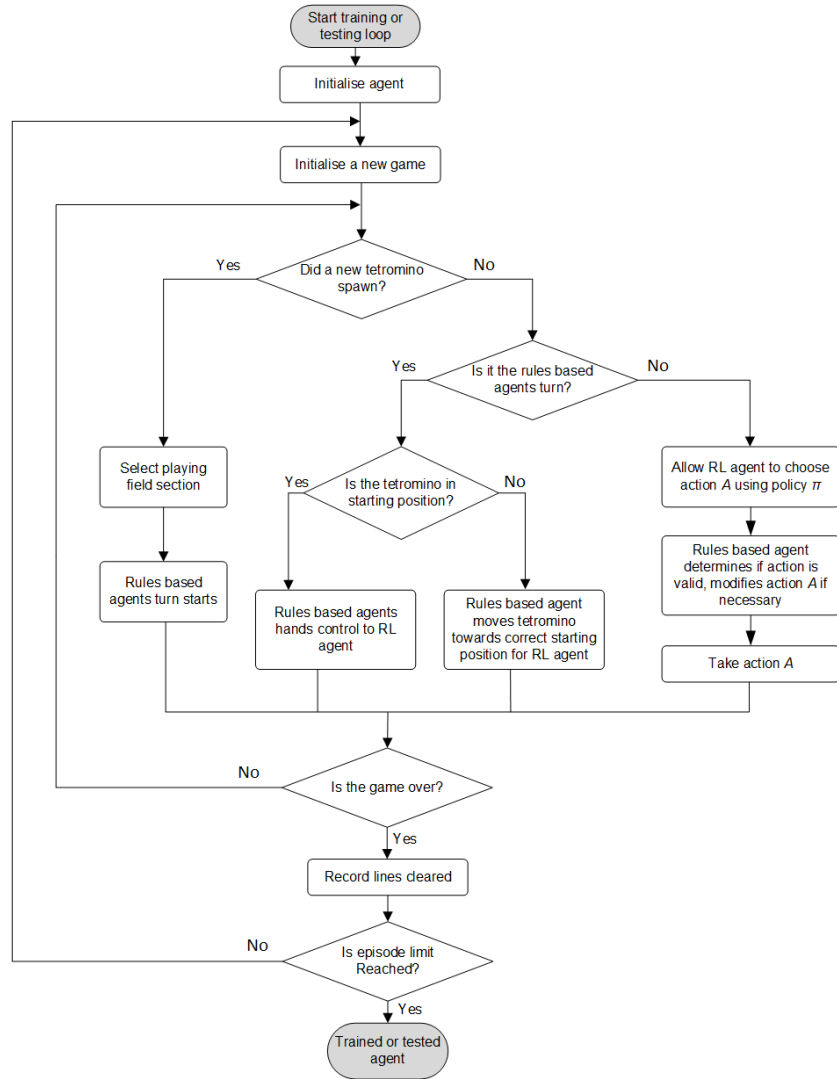 Start training or
testing loop
Initialise agent
Initialise a new game
Yes
Did a new tetromino
spawn?
No
Yes
Is it the rules based
agents turn?
No
Select playing
field section
Yes
Is the tetromino in
starting position?
No
Allow RL agent to choose
action A using policy π
Rules based
agents turn starts
Rules based agents
hands control to RL
agent
Rules based agent
moves tetromino
towards correct starting
position for RL agent
Rules based agent
determines if action is
valid, modifies action A if
necessary
Take action A
No
Is the game over?
Yes
Record lines cleared
No
Is episode limit
Reached?
Yes
Trained or tested
agent